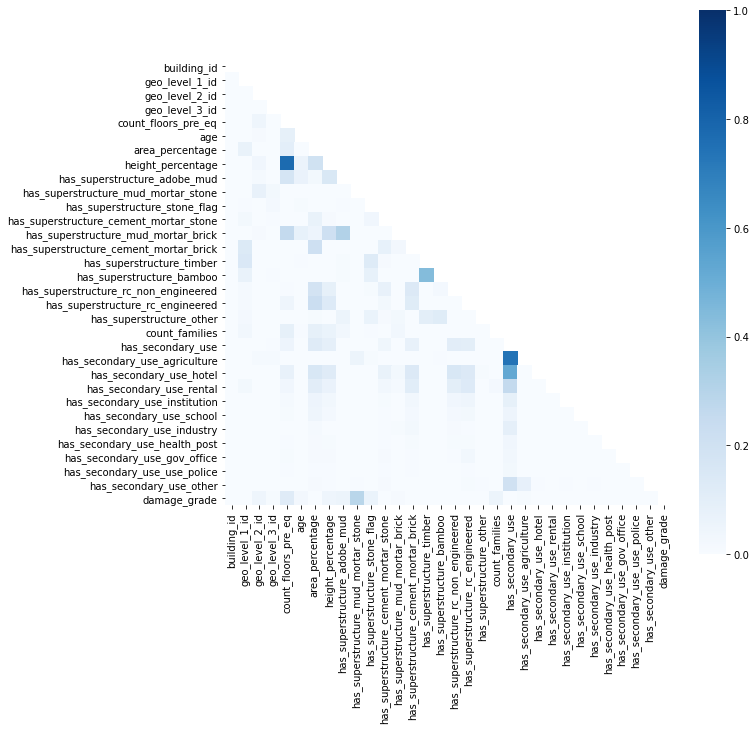 building_id
geo_level_1_id
geo_level_2_id
geo_level_3_id
count_floors_pre_eq
age
area_percentage
height_percentage
has_superstructure_adobe_mud
has_superstructure_mud_mortar_stone
has_superstructure_stone_flag
has_superstructure_cement_mortar_stone
has_superstructure_mud_mortar_brick
has_superstructure_cement_mortar_brick
has_superstructure_timber
has_superstructure_bamboo
has_superstructure_rc_non_engineered
has_superstructure_rc_engineered
has_superstructure_other
count_families
has_secondary_use
has_secondary_use_agriculture
has_secondary_use_hotel
has_secondary_use_rental
has_secondary_use_institution
has_secondary_use_school
has_secondary_use_industry
has_secondary_use_health_post
has_secondary_use_gov_office
has_secondary_use_use_police
has_secondary_use_other
damage_grade
building_id
geo_level_1_id
geo_level_2_id
geo_level_3_id
count_floors_pre_eq
age
area_percentage
height_percentage
has_superstructure_adobe_mud
has_superstructure_mud_mortar_stone
has_superstructure_stone_flag
has_superstructure_cement_mortar_stone
has_superstructure_mud_mortar_brick
has_superstructure_cement_mortar_brick
has_superstructure_timber
has_superstructure_bamboo
has_superstructure_rc_non_engineered
has_superstructure_rc_engineered
has_superstructure_other
count_families
has_secondary_use
has_secondary_use_agriculture
has_secondary_use_hotel
has_secondary_use_rental
has_secondary_use_institution
has_secondary_use_school
has_secondary_use_industry
has_secondary_use_health_post
has_secondary_use_gov_office
has_secondary_use_use_police
has_secondary_use_other
damage_grade
1.0
0.8
0.6
0.4
0.2
0.0